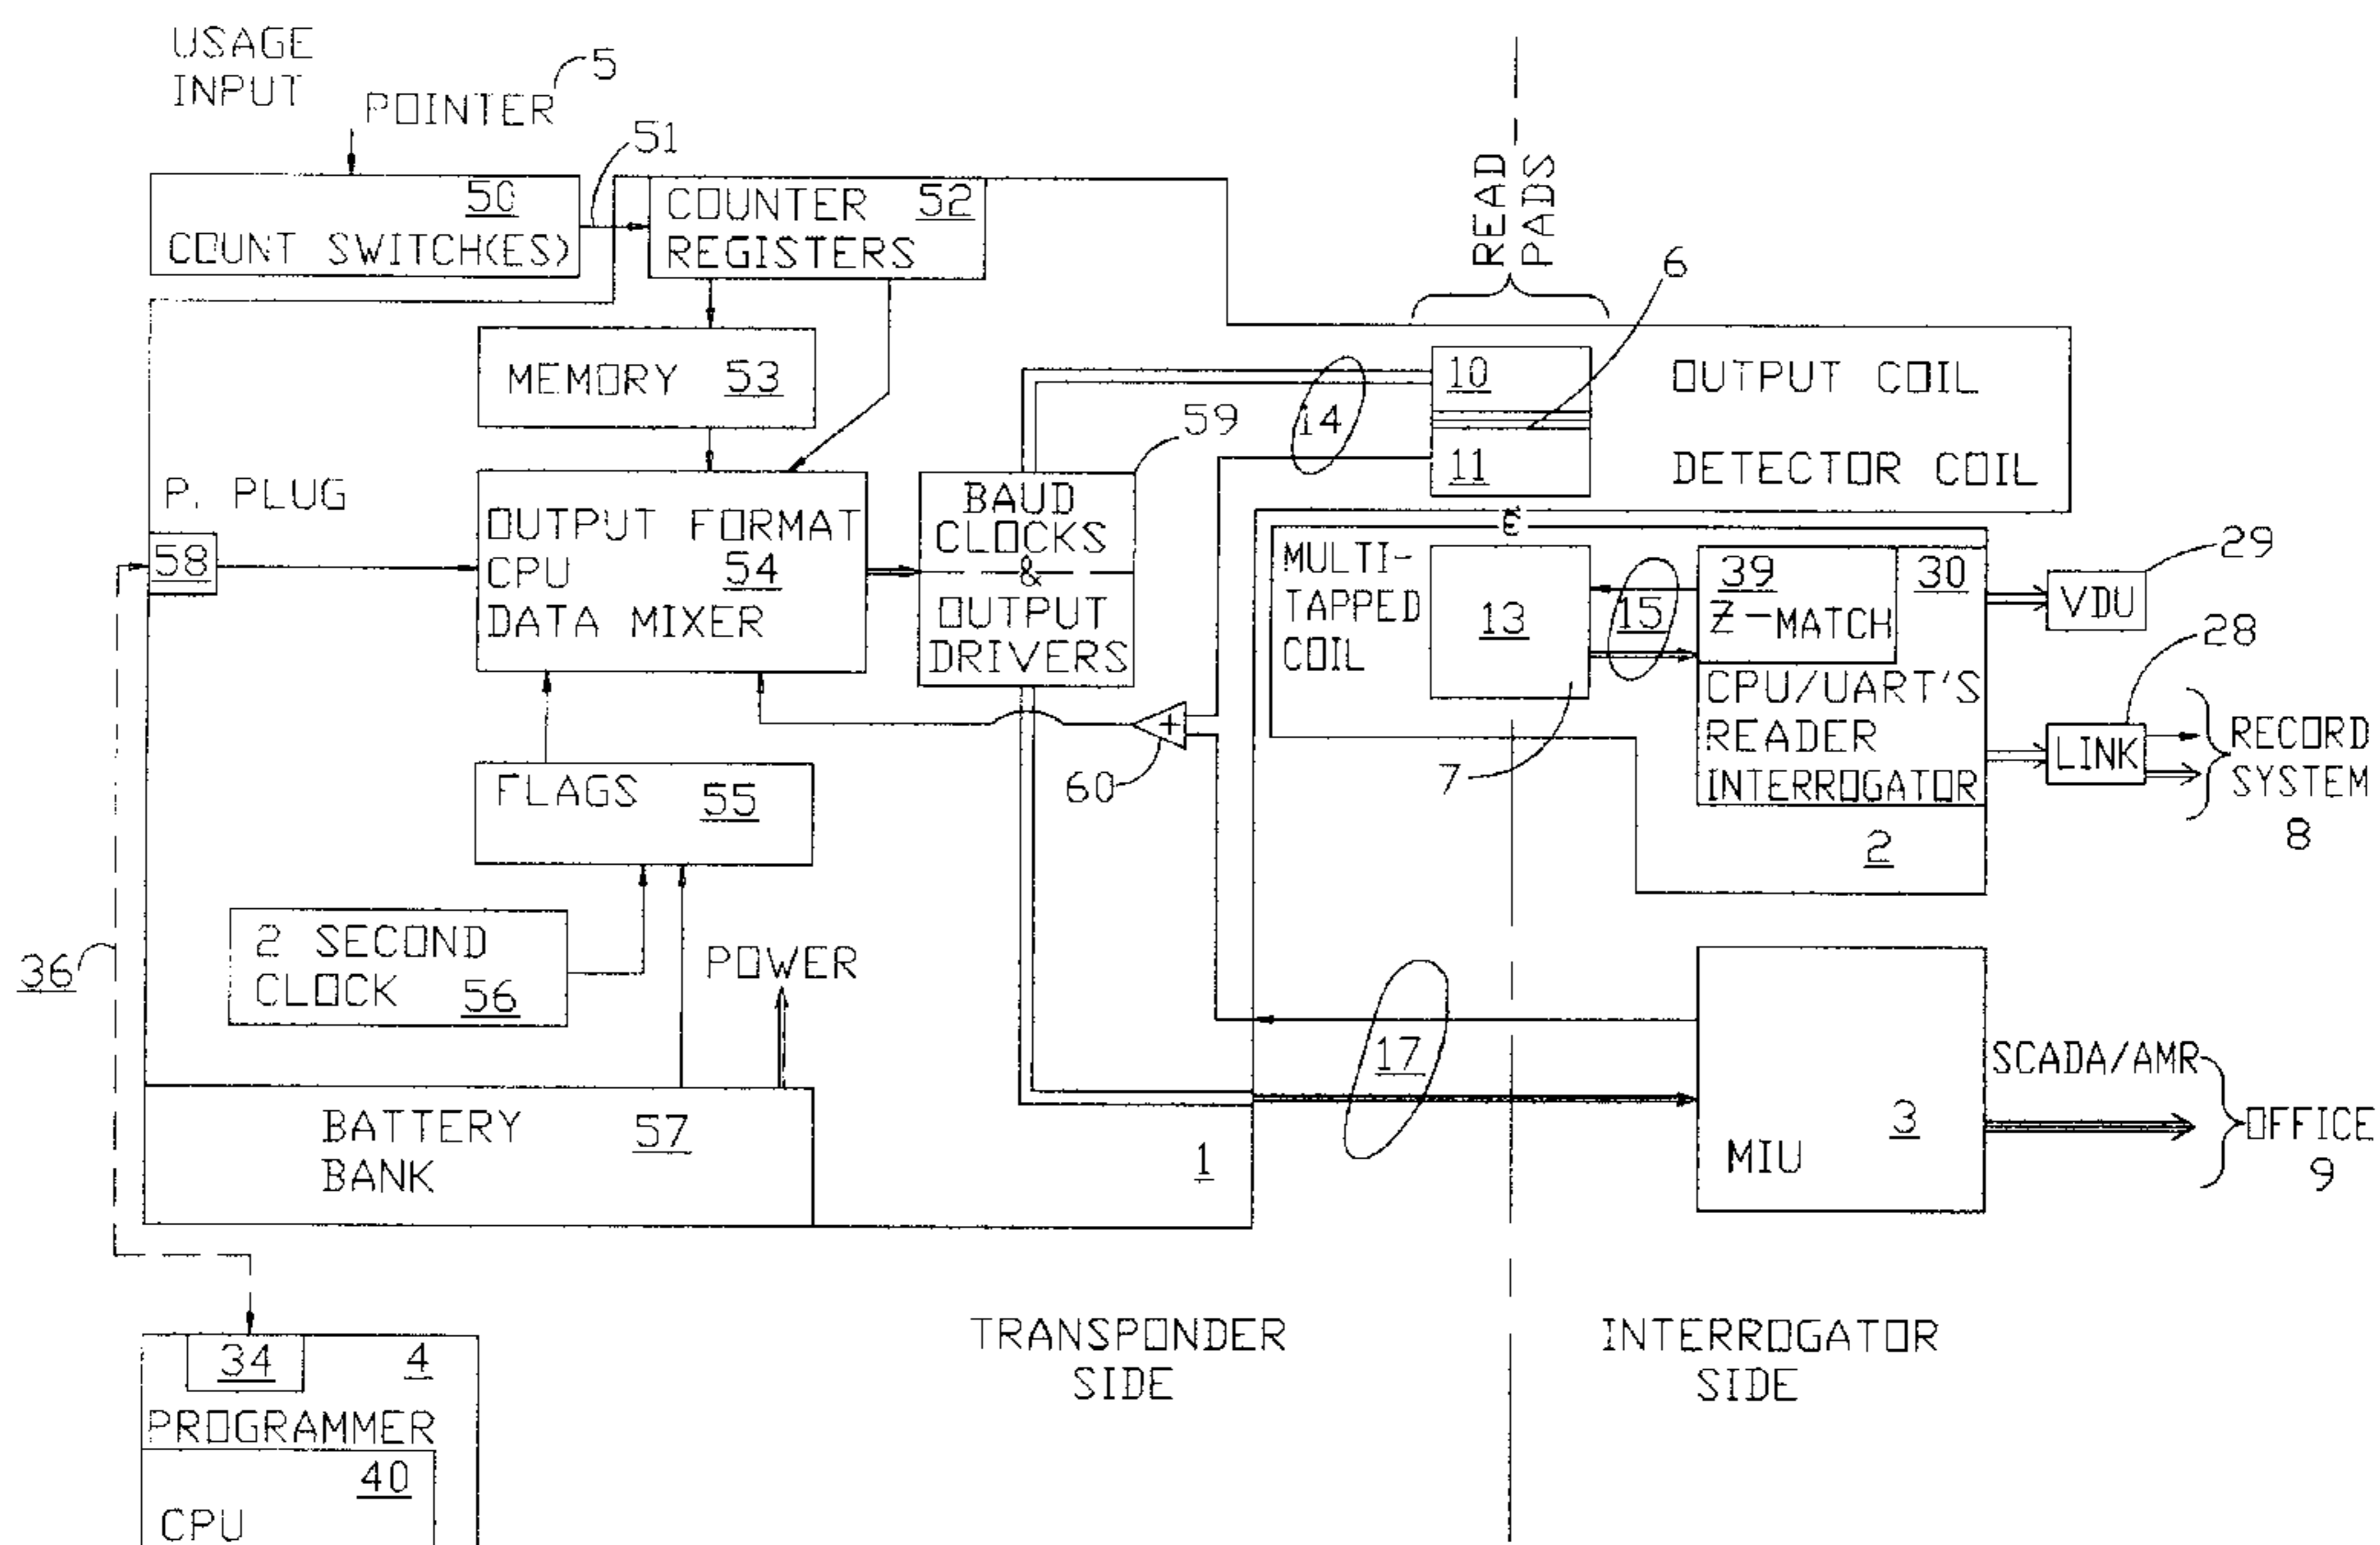 USAGE
INPUT
POINTER
5
51
50
COUNT SWITCH(ES)
COUNTER 52
REGISTERS
READ
PADS
6
MEMORY 53
10
OUTPUT COIL
14
59
11
DETECTOR COIL
P. PLUG
58
OUTPUT FORMAT
CPU 54
DATA MIXER
BAUD
CLOCKS
&
OUTPUT
DRIVERS
MULTI-
TAPPED
COIL
13
15
39
Z-MATCH
30
CPU/UART'S
READER
INTERROGATOR
2
29
VDU
28
LINK
RECORD
SYSTEM
8
7
60
FLAGS
55
2 SECOND
CLOCK 56
36
POWER
BATTERY
BANK
57
1
17
3
MIU
SCADA/AMR
OFFICE
9
TRANSPONDER
SIDE
INTERROGATOR
SIDE
34
4
PROGRAMMER
40
CPU